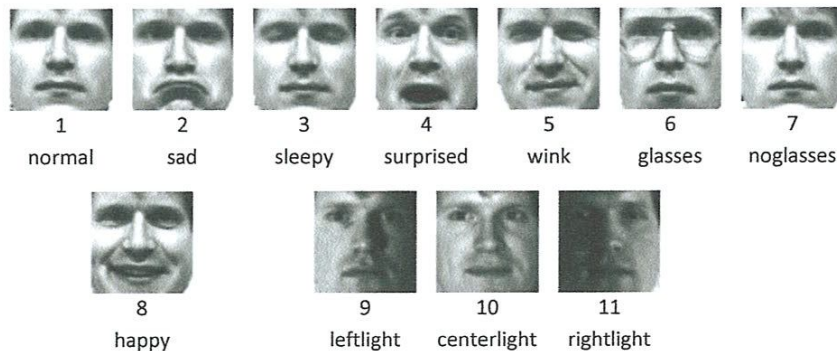 1 2 3 4 5 6 7
normal sad sleepy surprised wink glasses noglasses
8 9 10 11
happy leftlight centerlight rightlight